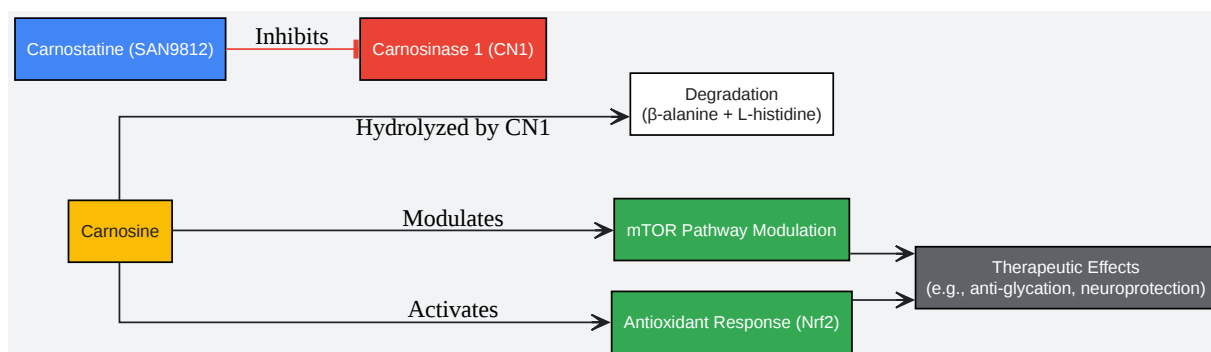 Carnostatine (SAN9812)
Inhibits
Carnosinase 1 (CN1)
Degradation
(β-alanine + L-histidine)
Hydrolyzed by CN1
Carnosine
Modulates
mTOR Pathway Modulation
Therapeutic Effects
(e.g., anti-glycation, neuroprotection)
Activates
Antioxidant Response (Nrf2)